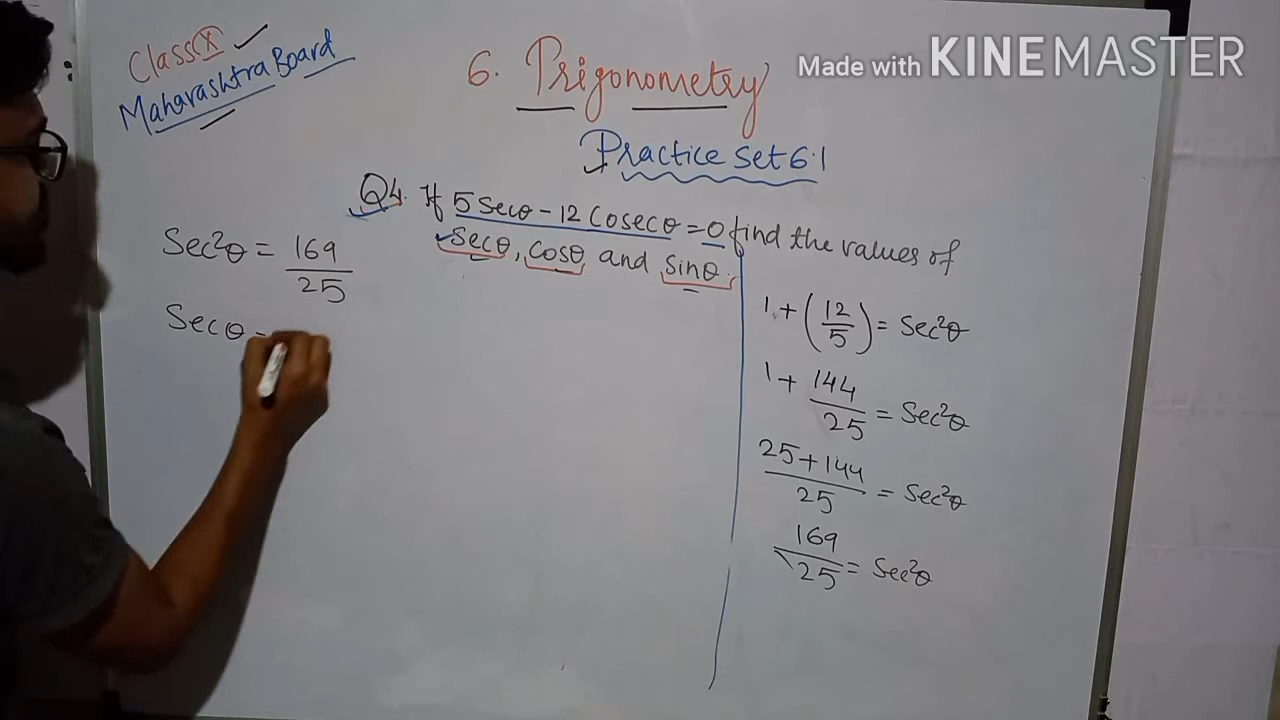 Class X
Maharashtra Board
Made with KINEMASTER
6. Trigonometry
Practice Set 6.1
Q4. If 5 Secθ - 12 Cosecθ = 0 find the values of
Secθ, Cosθ and Sinθ.
Sec²θ = 169/25
Secθ =
1 + (12/5) = Sec²θ
1 + 144/25 = Sec²θ
25+144/25 = Sec²θ
169/25 = Sec²θ